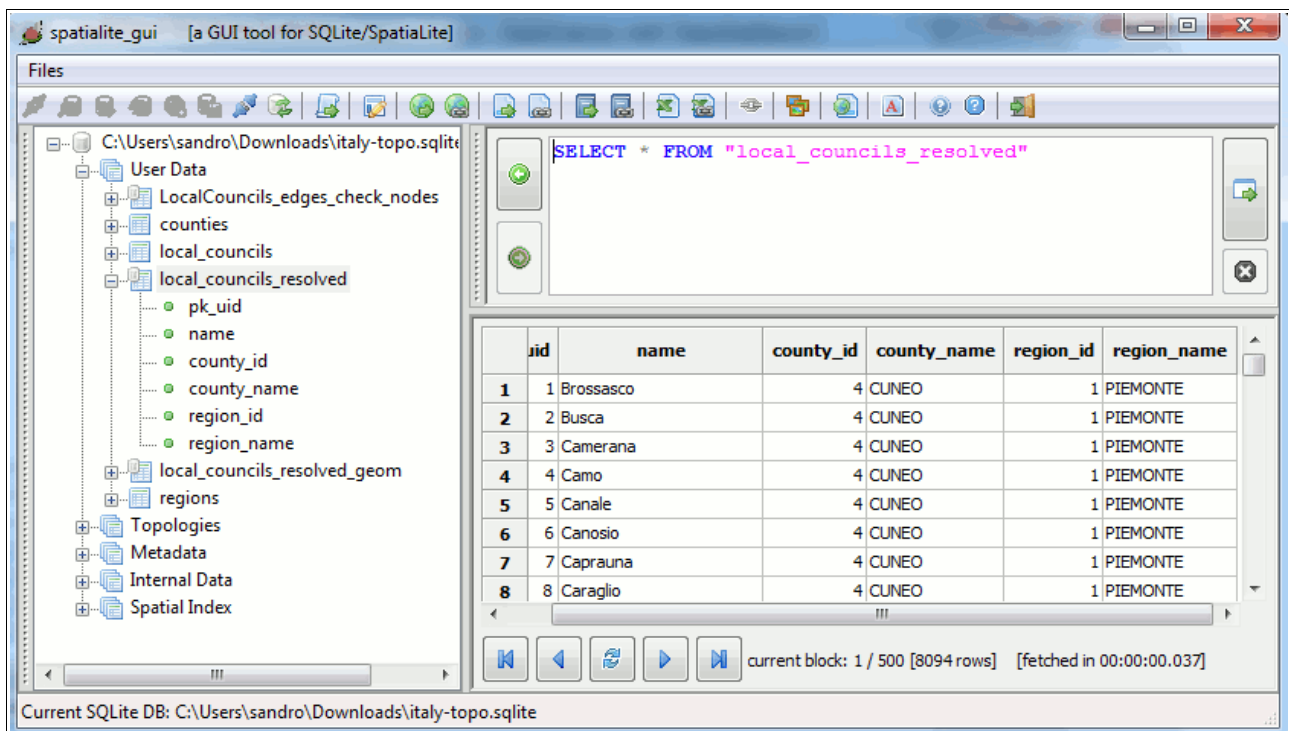 spatialite_gui [a GUI tool for SQLite/SpatiaLite]
Files
C:\Users\sandro\Downloads\italy-topo.sqlite
User Data
LocalCouncils_edges_check_nodes
counties
local_councils
local_councils_resolved
pk_uid
name
county_id
county_name
region_id
region_name
local_councils_resolved_geom
regions
Topologies
Metadata
Internal Data
Spatial Index
SELECT * FROM "local_councils_resolved"
uid name county_id county_name region_id region_name
1 1 Brossasco 4 CUNEO 1 PIEMONTE
2 2 Busca 4 CUNEO 1 PIEMONTE
3 3 Camerana 4 CUNEO 1 PIEMONTE
4 4 Camo 4 CUNEO 1 PIEMONTE
5 5 Canale 4 CUNEO 1 PIEMONTE
6 6 Canosio 4 CUNEO 1 PIEMONTE
7 7 Caprauna 4 CUNEO 1 PIEMONTE
8 8 Caraglio 4 CUNEO 1 PIEMONTE
current block: 1 / 500 [8094 rows] [fetched in 00:00:00.037]
Current SQLite DB: C:\Users\sandro\Downloads\italy-topo.sqlite